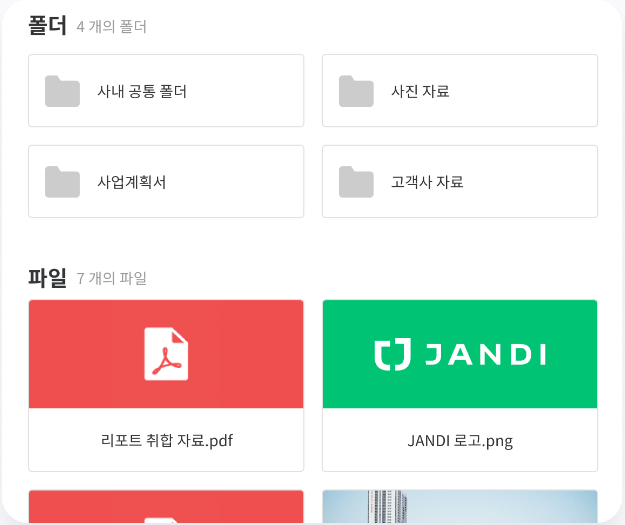 폴더 4 개의 폴더
사내 공통 폴더
사진 자료
사업계획서
고객사 자료
파일 7 개의 파일
JANDI
리포트 취합 자료.pdf
JANDI 로고.png